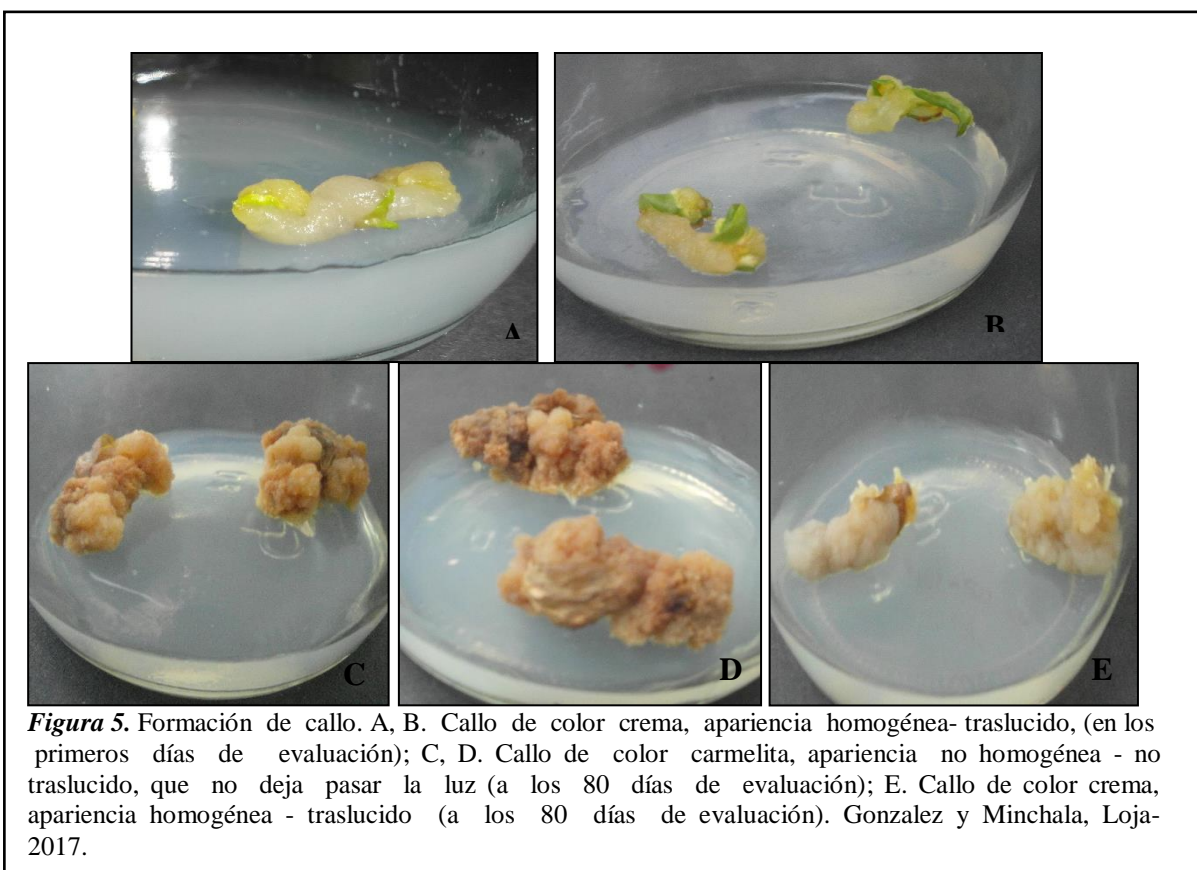 A
B
C
D
E
Figura 5. Formación de callo. A, B. Callo de color crema, apariencia homogénea- traslucido, (en los
primeros días de evaluación); C, D. Callo de color carmelita, apariencia no homogénea - no
traslucido, que no deja pasar la luz (a los 80 días de evaluación); E. Callo de color crema,
apariencia homogénea - traslucido (a los 80 días de evaluación). Gonzalez y Minchala, Loja-
2017.